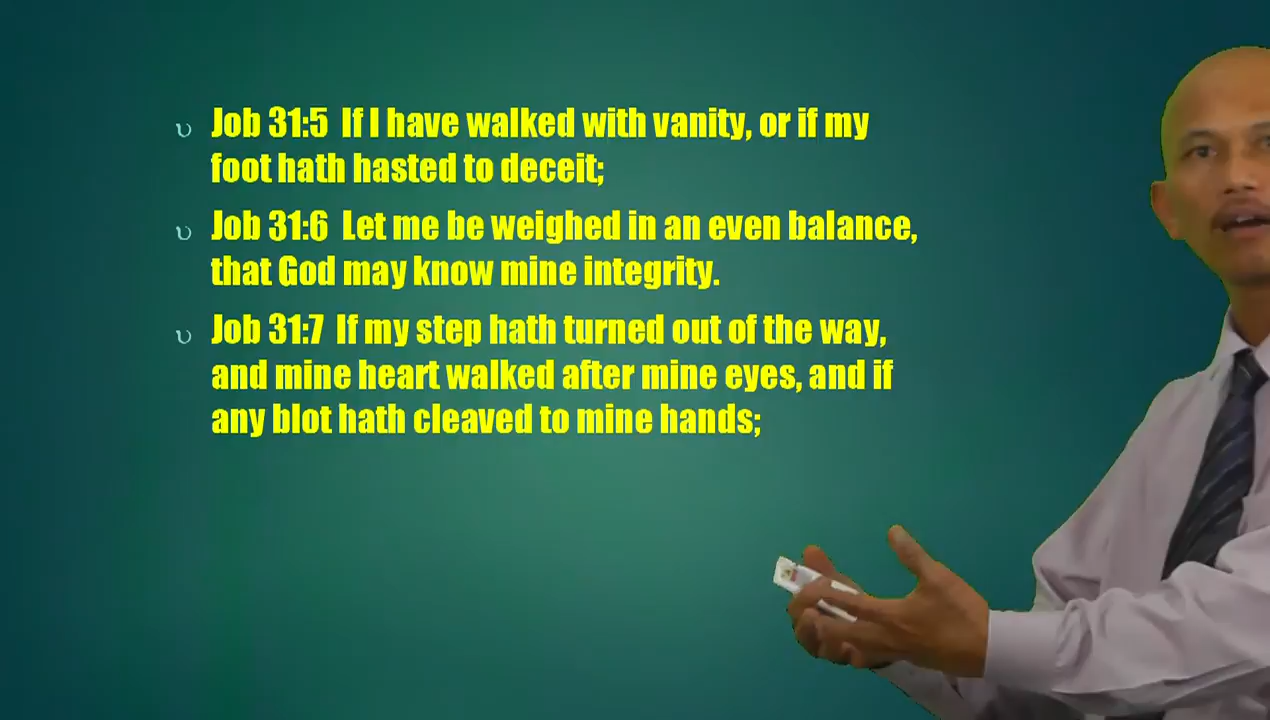 Job 31:5 If I have walked with vanity, or if my
foot hath hasted to deceit;
Job 31:6 Let me be weighed in an even balance,
that God may know mine integrity.
Job 31:7 If my step hath turned out of the way,
and mine heart walked after mine eyes, and if
any blot hath cleaved to mine hands;